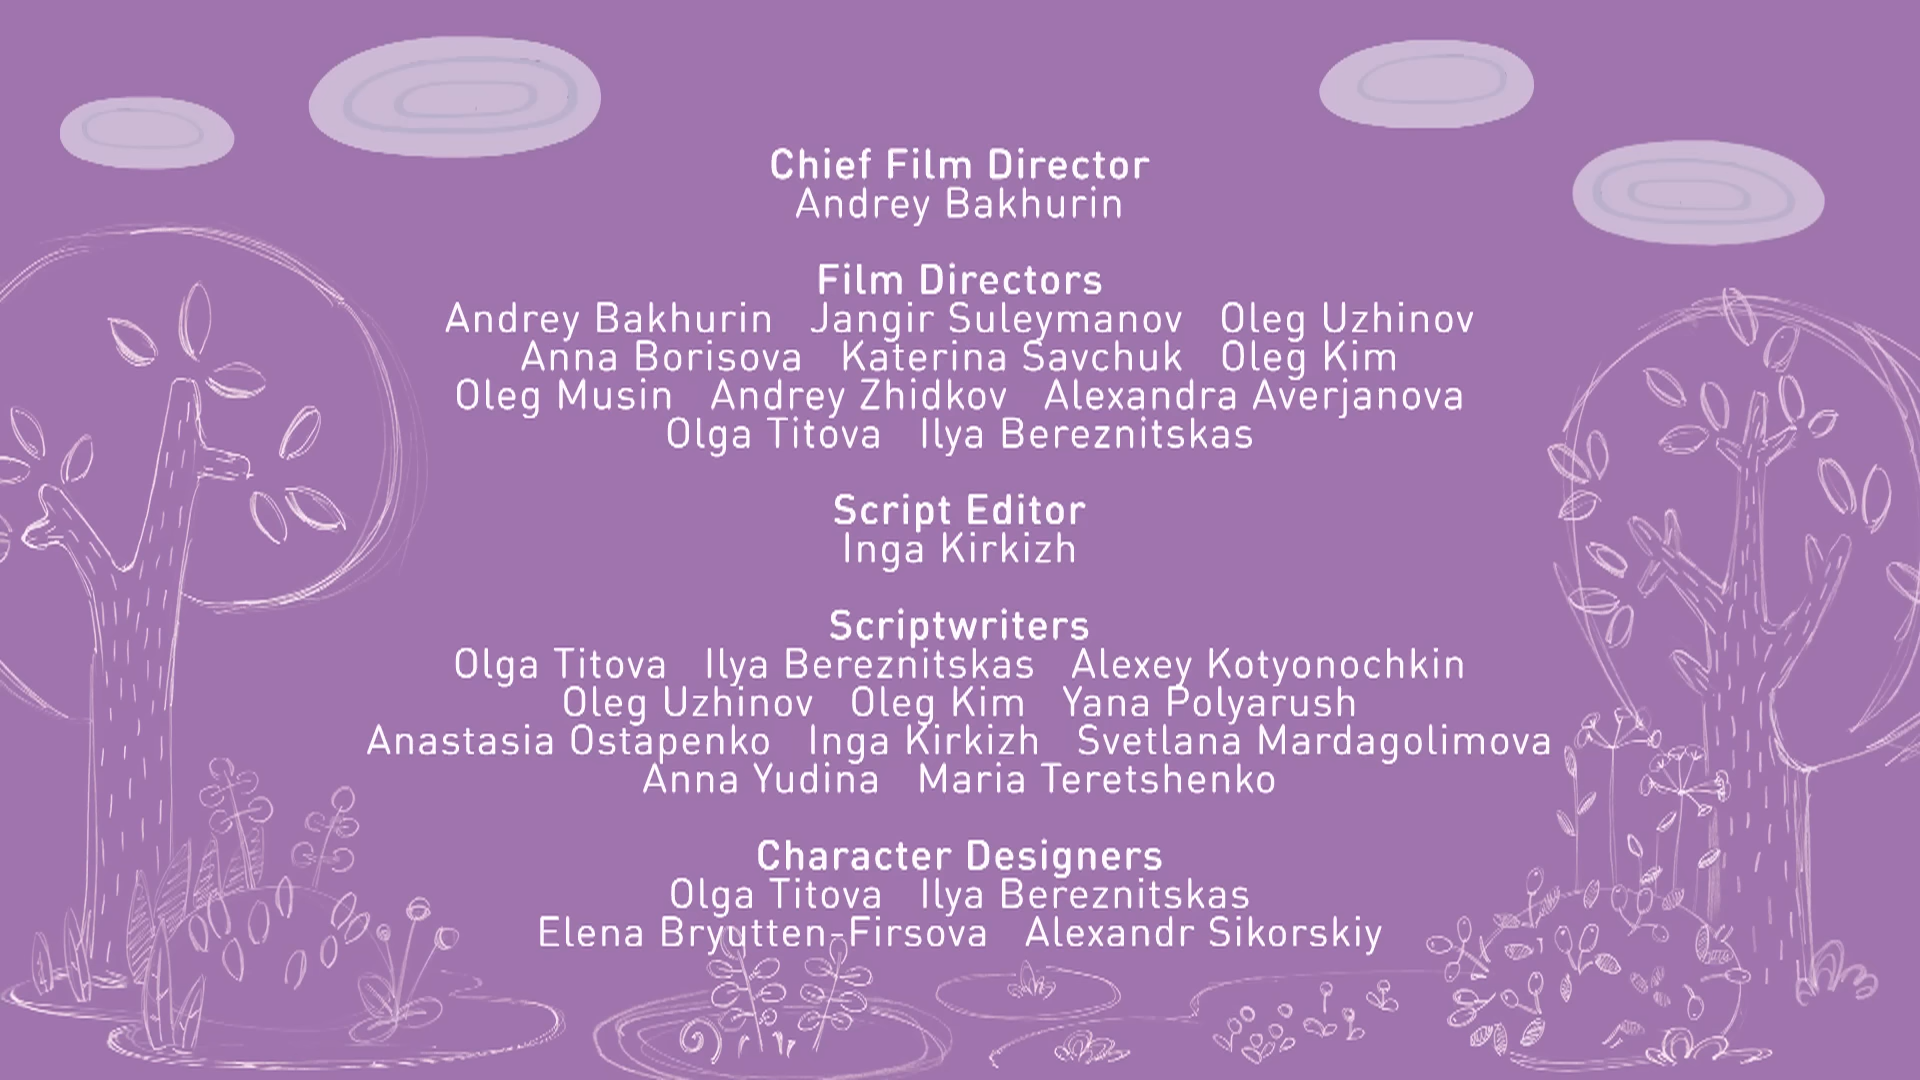 Chief Film Director
Andrey Bakhurin
Film Directors
Andrey Bakhurin Jangir Suleymanov Oleg Uzhinov
Anna Borisova Katerina Savchuk Oleg Kim
Oleg Musin Andrey Zhidkov Alexandra Averjanova
Olga Titova Ilya Bereznitskas
Script Editor
Inga Kirkizh
Scriptwriters
Olga Titova Ilya Bereznitskas Alexey Kotyonochkin
Oleg Uzhinov Oleg Kim Yana Polyarush
Anastasia Ostapenko Inga Kirkizh Svetlana Mardagolimova
Anna Yudina Maria Teretshenko
Character Designers
Olga Titova Ilya Bereznitskas
Elena Bryutten-Firsova Alexandr Sikorskiy